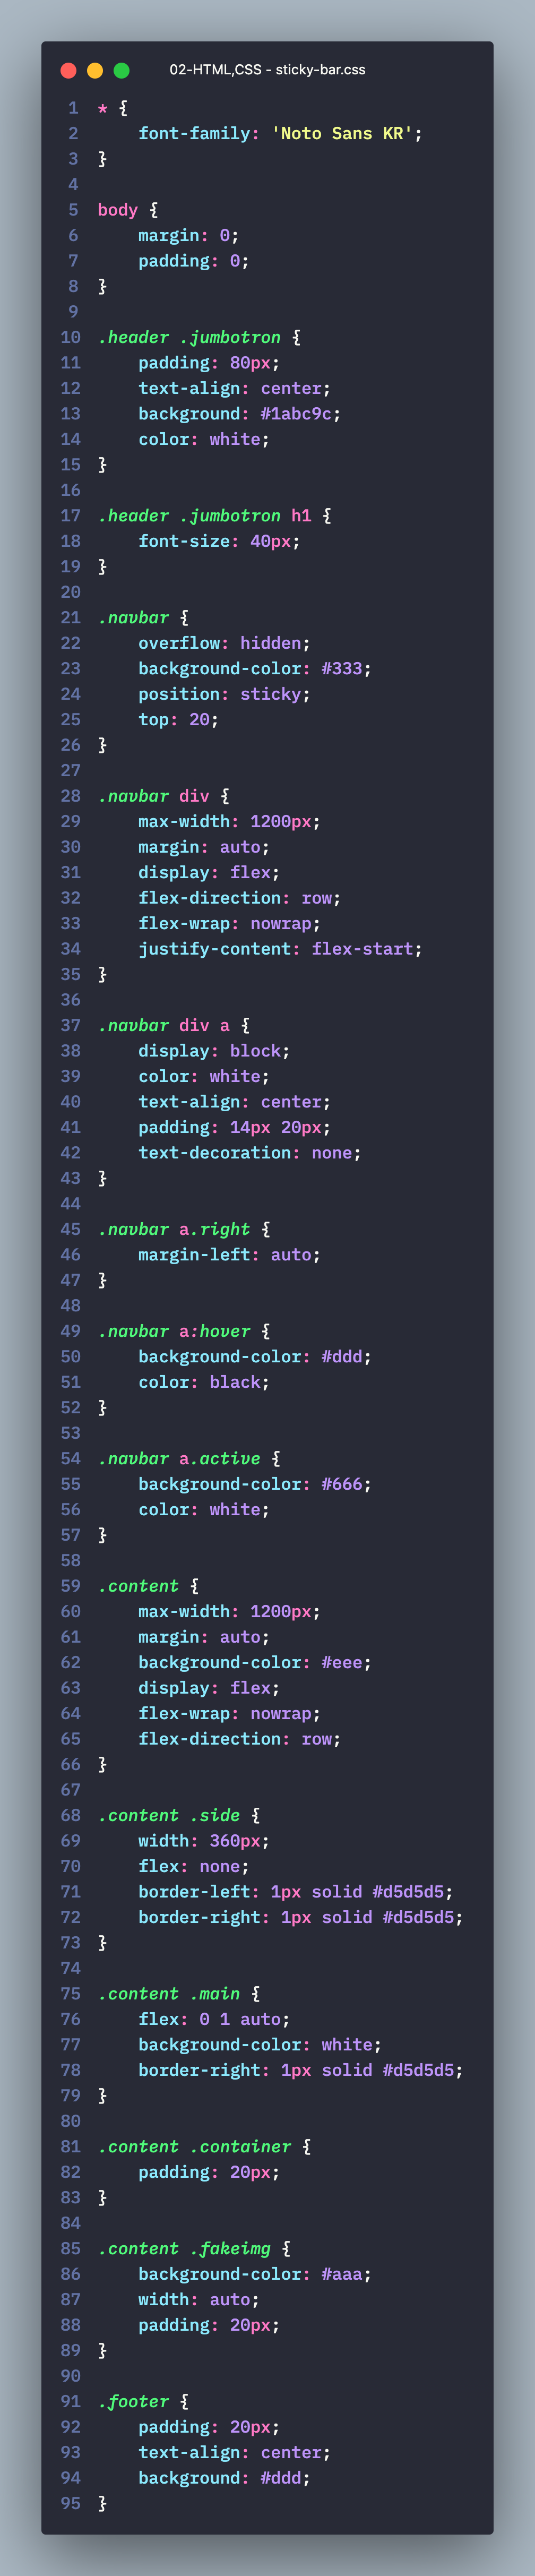 02-HTML,CSS - sticky-bar.css
1 * {
2     font-family: 'Noto Sans KR';
3 }
4
5 body {
6     margin: 0;
7     padding: 0;
8 }
9
10 .header .jumbotron {
11     padding: 80px;
12     text-align: center;
13     background: #1abc9c;
14     color: white;
15 }
16
17 .header .jumbotron h1 {
18     font-size: 40px;
19 }
20
21 .navbar {
22     overflow: hidden;
23     background-color: #333;
24     position: sticky;
25     top: 20;
26 }
27
28 .navbar div {
29     max-width: 1200px;
30     margin: auto;
31     display: flex;
32     flex-direction: row;
33     flex-wrap: nowrap;
34     justify-content: flex-start;
35 }
36
37 .navbar div a {
38     display: block;
39     color: white;
40     text-align: center;
41     padding: 14px 20px;
42     text-decoration: none;
43 }
44
45 .navbar a.right {
46     margin-left: auto;
47 }
48
49 .navbar a:hover {
50     background-color: #ddd;
51     color: black;
52 }
53
54 .navbar a.active {
55     background-color: #666;
56     color: white;
57 }
58
59 .content {
60     max-width: 1200px;
61     margin: auto;
62     background-color: #eee;
63     display: flex;
64     flex-wrap: nowrap;
65     flex-direction: row;
66 }
67
68 .content .side {
69     width: 360px;
70     flex: none;
71     border-left: 1px solid #d5d5d5;
72     border-right: 1px solid #d5d5d5;
73 }
74
75 .content .main {
76     flex: 0 1 auto;
77     background-color: white;
78     border-right: 1px solid #d5d5d5;
79 }
80
81 .content .container {
82     padding: 20px;
83 }
84
85 .content .fakeimg {
86     background-color: #aaa;
87     width: auto;
88     padding: 20px;
89 }
90
91 .footer {
92     padding: 20px;
93     text-align: center;
94     background: #ddd;
95 }